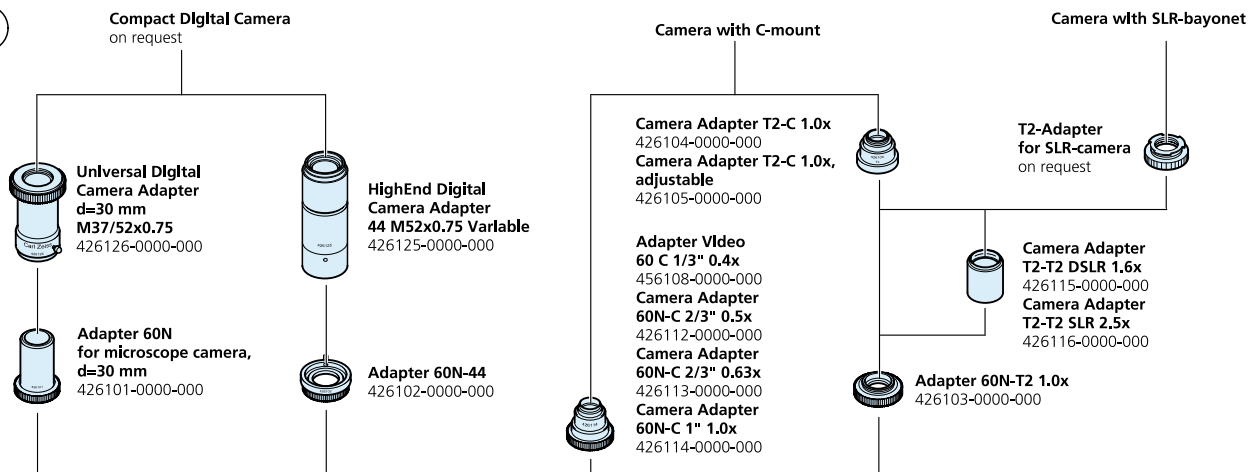 Compact Digital Camera
on request
Camera with C-mount
Camera with SLR-bayonet
Universal Digital
Camera Adapter
d=30 mm
M37/52x0.75
426126-0000-000
Carl Zeiss
HighEnd Digital
Camera Adapter
44 M52x0.75 Variable
426125-0000-000
426125
Camera Adapter T2-C 1.0x
426104-0000-000
Camera Adapter T2-C 1.0x,
adjustable
426105-0000-000
T2-Adapter
for SLR-camera
on request
Adapter Video
60 C 1/3" 0.4x
456108-0000-000
Camera Adapter
60N-C 2/3" 0.5x
426112-0000-000
Camera Adapter
60N-C 2/3" 0.63x
426113-0000-000
Camera Adapter
60N-C 1" 1.0x
426114-0000-000
426114
Camera Adapter
T2-T2 DSLR 1.6x
426115-0000-000
Camera Adapter
T2-T2 SLR 2.5x
426116-0000-000
Adapter 60N
for microscope camera,
d=30 mm
426101-0000-000
Adapter 60N-44
426102-0000-000
Adapter 60N-T2 1.0x
426103-0000-000